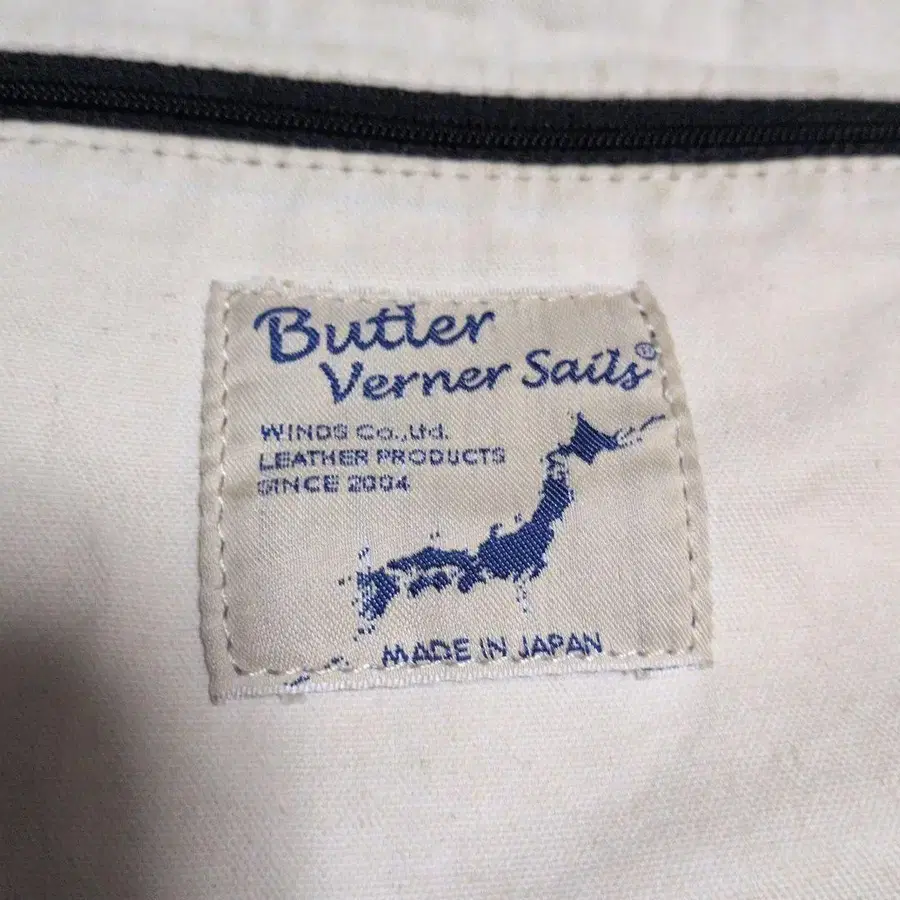 Butler
Verner Sails®
WINDS Co.,Ltd.
LEATHER PRODUCTS
SINCE 2004
MADE IN JAPAN